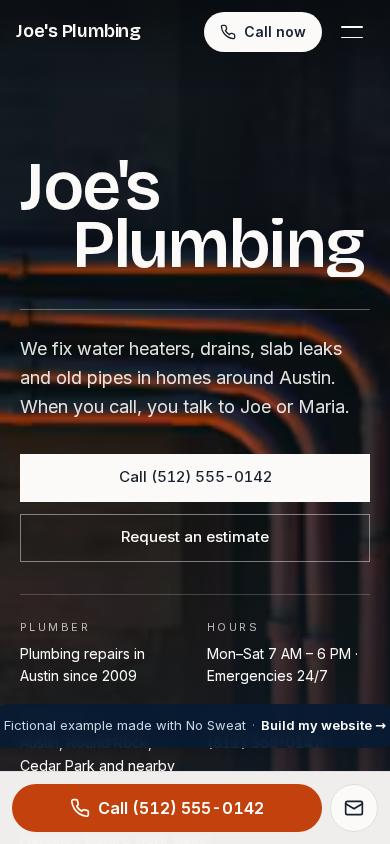 Joe's Plumbing
Call now
Joe's
Plumbing
We fix water heaters, drains, slab leaks
and old pipes in homes around Austin.
When you call, you talk to Joe or Maria.
Call (512) 555-0142
Request an estimate
PLUMBER
Plumbing repairs in
Austin since 2009
HOURS
Mon–Sat 7 AM – 6 PM ·
Emergencies 24/7
Fictional example made with No Sweat · Build my website →
Cedar Park and nearby
Call (512) 555-0142